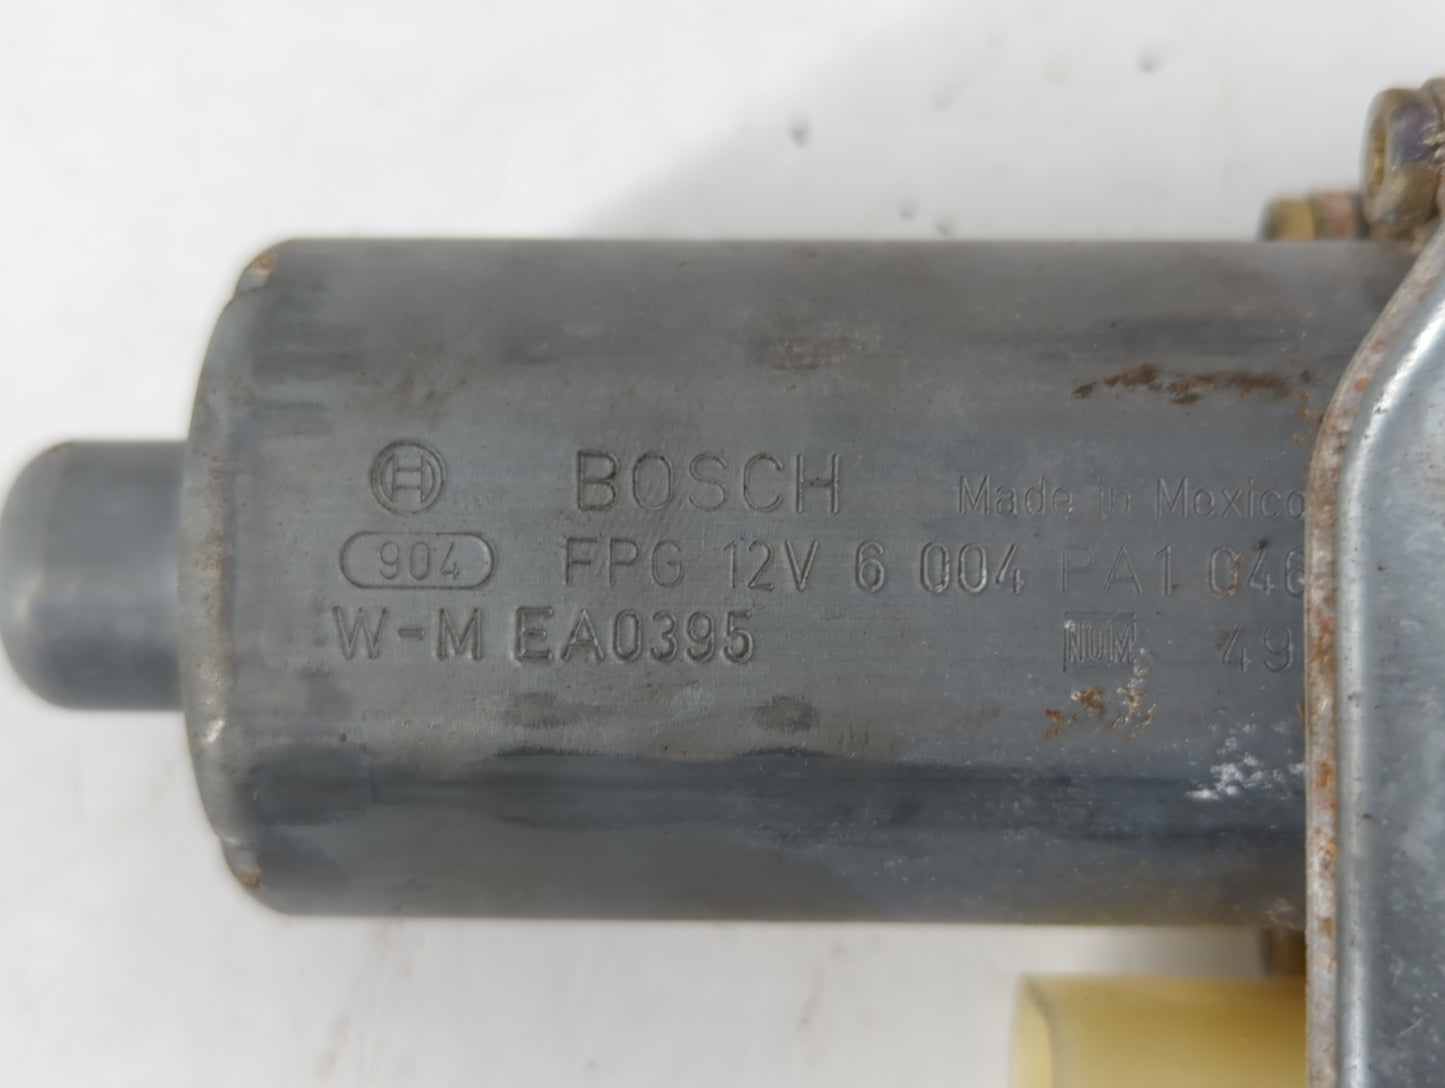 BOSCH Made in Mexico
904 FPG 12V 6 004 PA1 046
W-M EA0395 NOM 49